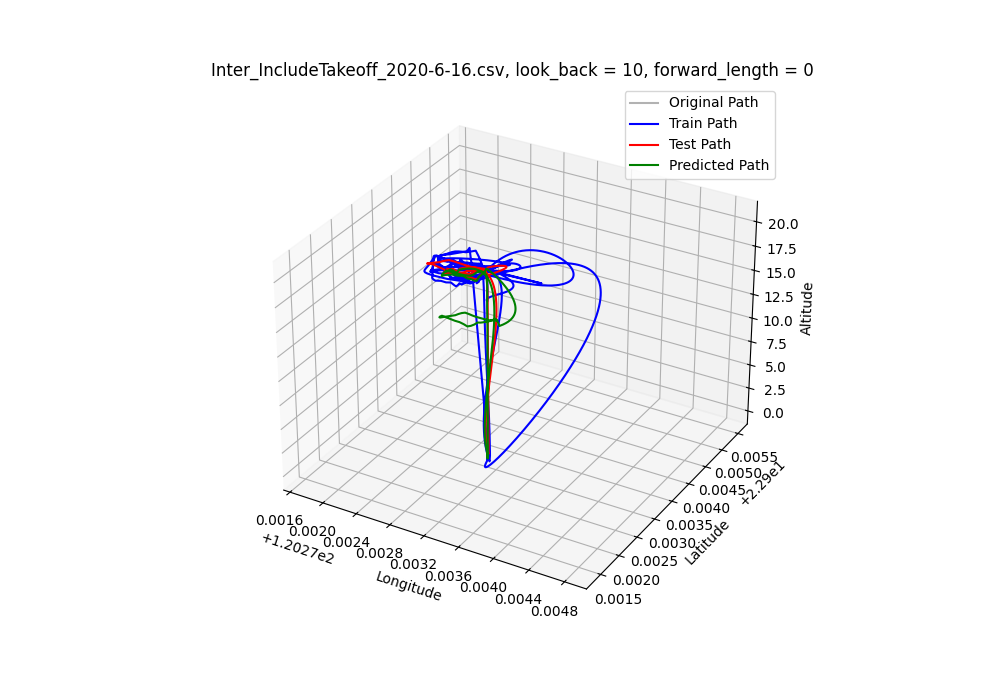 Inter_IncludeTakeoff_2020-6-16.csv, look_back = 10, forward_length = 0
Original Path
Train Path
Test Path
Predicted Path
20.0
17.5
15.0
12.5
10.0
7.5
5.0
2.5
0.0
Altitude
0.0055
0.0050
0.0045
0.0040
0.0035
0.0030
0.0025
0.0020
0.0015
+2.29e1
Latitude
0.0016
0.0020
0.0024
0.0028
0.0032
0.0036
0.0040
0.0044
0.0048
+1.2027e2
Longitude